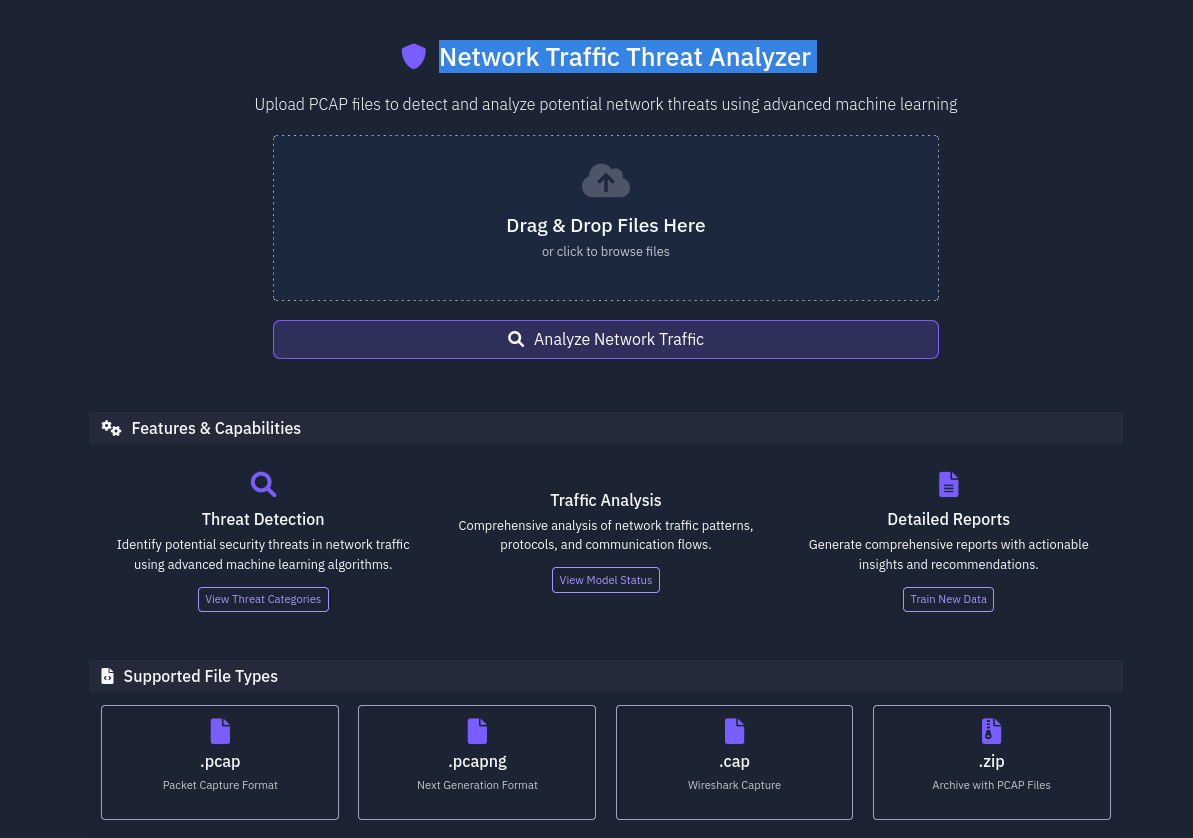 Network Traffic Threat Analyzer
Upload PCAP files to detect and analyze potential network threats using advanced machine learning
Drag & Drop Files Here
or click to browse files
Analyze Network Traffic
Features & Capabilities
Threat Detection
Identify potential security threats in network traffic
using advanced machine learning algorithms.
View Threat Categories
Traffic Analysis
Comprehensive analysis of network traffic patterns,
protocols, and communication flows.
View Model Status
Detailed Reports
Generate comprehensive reports with actionable
insights and recommendations.
Train New Data
Supported File Types
.pcap
Packet Capture Format
.pcapng
Next Generation Format
.cap
Wireshark Capture
.zip
Archive with PCAP Files